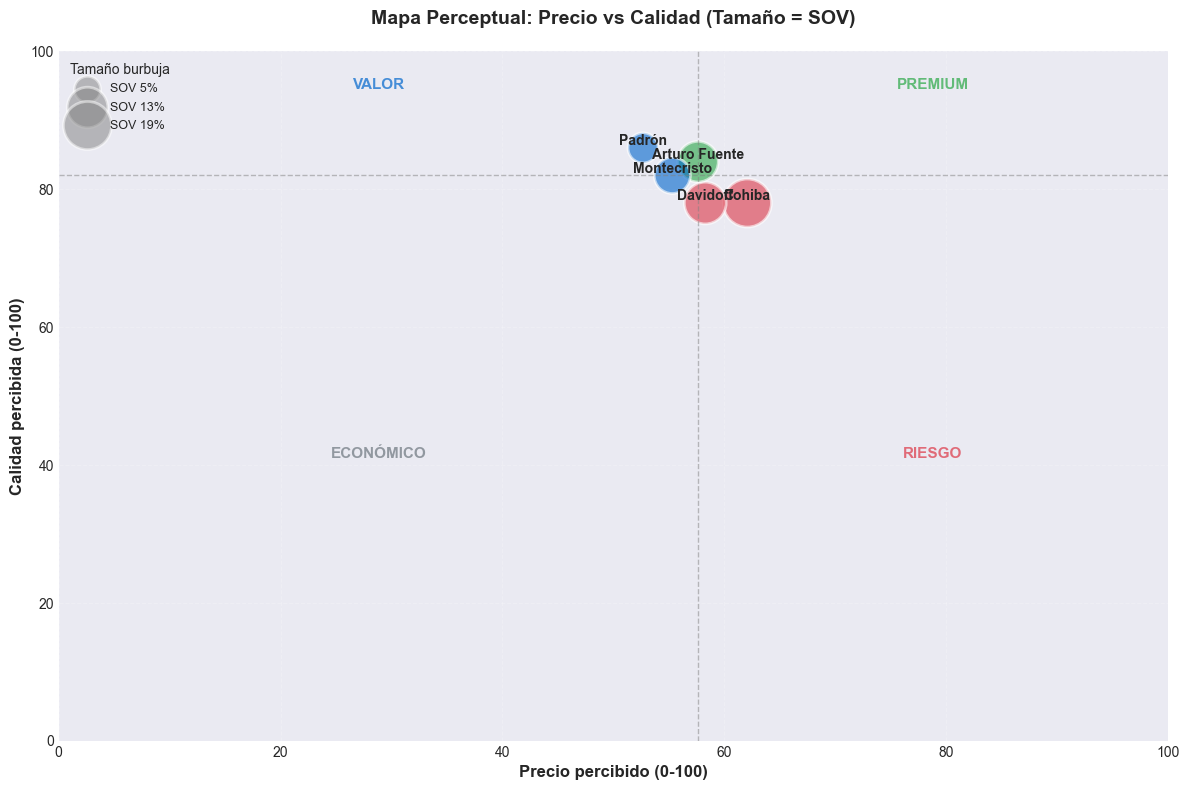 Mapa Perceptual: Precio vs Calidad (Tamaño = SOV)
100
80
60
40
20
0
Calidad percibida (0-100)
Tamaño burbuja
SOV 5%
SOV 13%
SOV 19%
VALOR
PREMIUM
Padrón
Arturo Fuente
Montecristo
Davidoff
Cohiba
ECONÓMICO
RIESGO
0
20
40
60
80
100
Precio percibido (0-100)